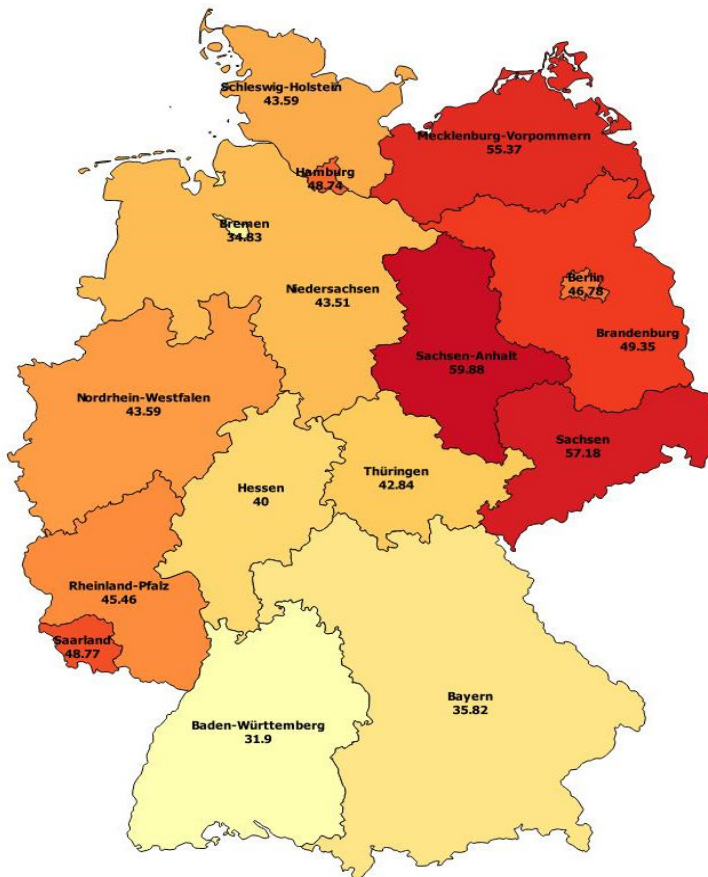 Schleswig-Holstein
43.59
Mecklenburg-Vorpommern
55.37
Hamburg
48.74
Bremen
34.83
Berlin
46.78
Niedersachsen
43.51
Brandenburg
49.35
Sachsen-Anhalt
59.88
Nordrhein-Westfalen
43.59
Sachsen
57.18
Thüringen
42.84
Hessen
40
Rheinland-Pfalz
45.46
Saarland
48.77
Bayern
35.82
Baden-Württemberg
31.9